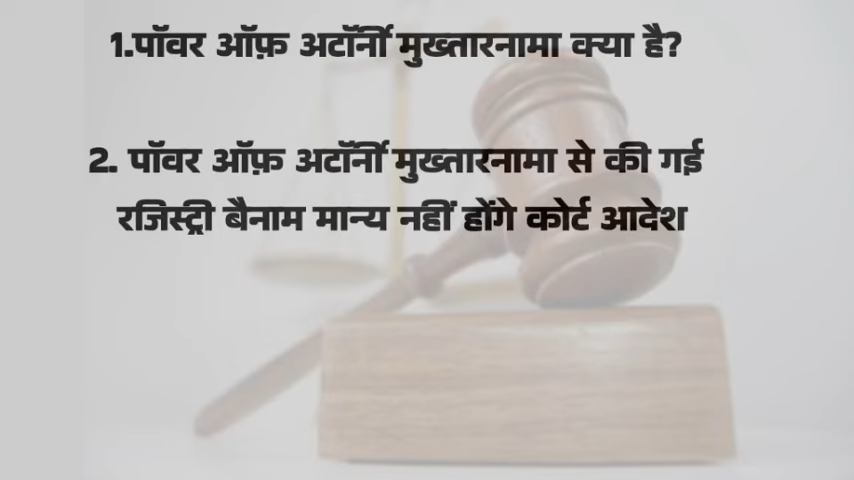 1.पॉवर ऑफ़ अटॉर्नी मुख्तारनामा क्या है?
2. पॉवर ऑफ़ अटॉर्नी मुख्तारनामा से की गई
रजिस्ट्री बैनाम मान्य नहीं होंगे कोर्ट आदेश